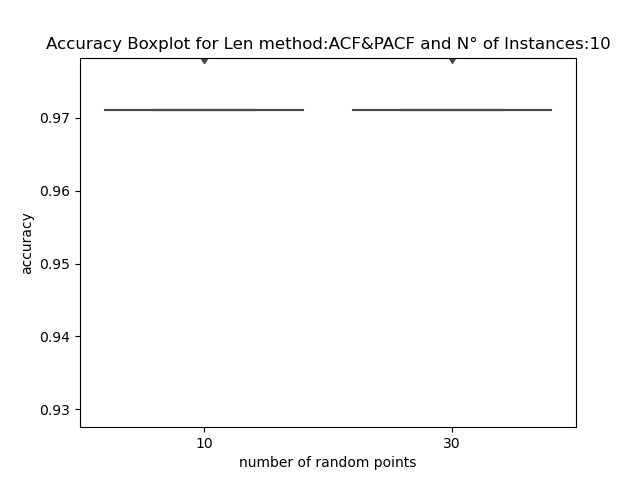 Accuracy Boxplot for Len method:ACF&PACF and N° of Instances:10
0.97
0.96
0.95
0.94
0.93
accuracy
10 30
number of random points